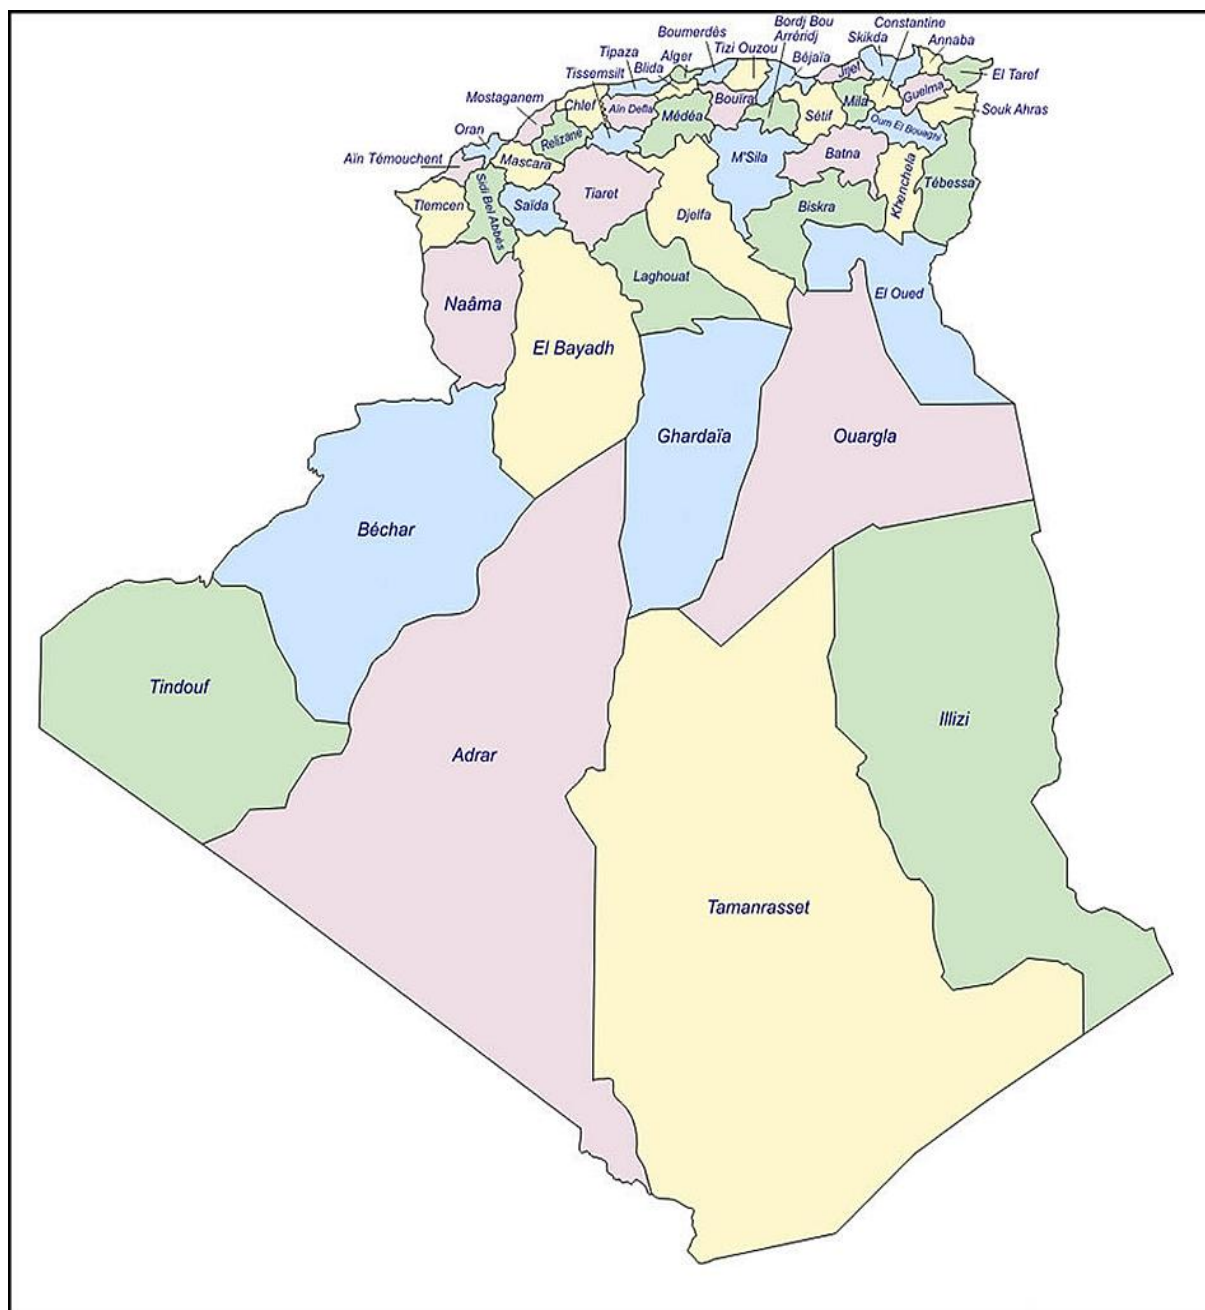 Constantine
Bordj Bou
Arréridj
Boumerdès
Skikda
Annaba
Tizi Ouzou
Tipaza
Alger
Béjaïa
Blida
Tissemsilt
Jijel
El Taref
Mostaganem
Chlef
Aïn Defla
Médéa
Bouïra
Sétif
Mila
Guelma
Souk Ahras
Oum El Bouaghi
Oran
Relizane
Aïn Témouchent
Mascara
M'Sila
Batna
Khenchela
Tébessa
Tlemcen
Sidi Bel Abbès
Saïda
Tiaret
Djelfa
Biskra
Laghouat
El Oued
Naâma
El Bayadh
Ghardaïa
Ouargla
Béchar
Tindouf
Adrar
Illizi
Tamanrasset